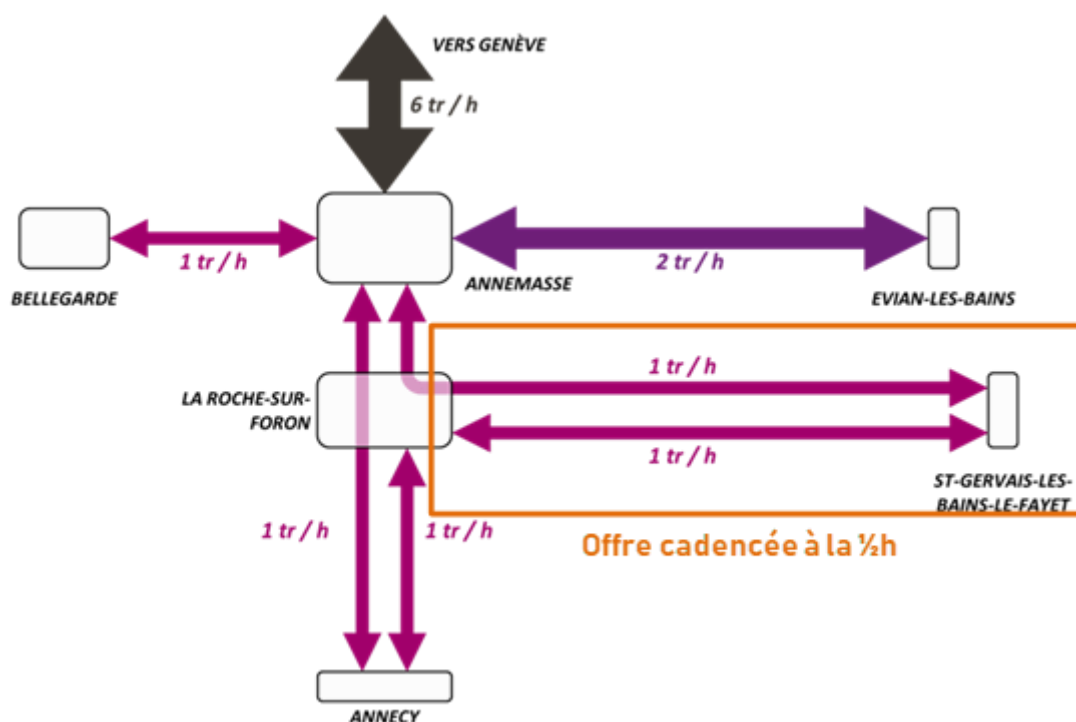 VERS GENÈVE
6 tr / h
1 tr / h
2 tr / h
BELLEGARDE
ANNEMASSE
EVIAN-LES-BAINS
1 tr / h
LA ROCHE-SUR-
FORON
1 tr / h
ST-GERVAIS-LES-
BAINS-LE-FAYET
1 tr / h
1 tr / h
Offre cadencée à la ½h
ANNECY